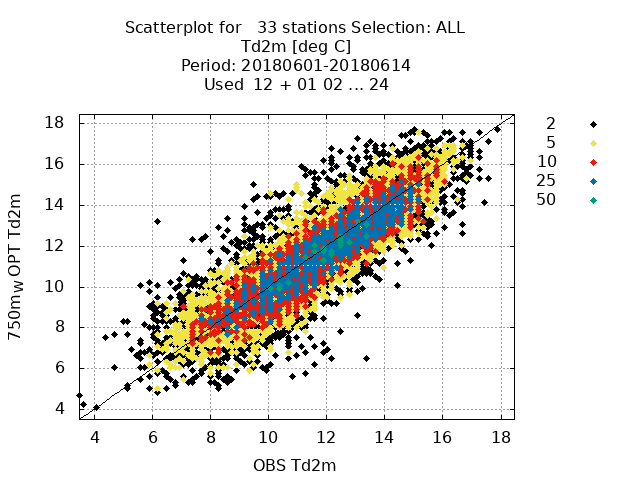 Scatterplot for   33 stations Selection: ALL
Td2m [deg C]
Period: 20180601-20180614
Used  12 + 01 02 ... 24
2
5
10
25
50
18
16
14
12
10
8
6
4
750m_W OPT Td2m
4 6 8 10 12 14 16 18
OBS Td2m